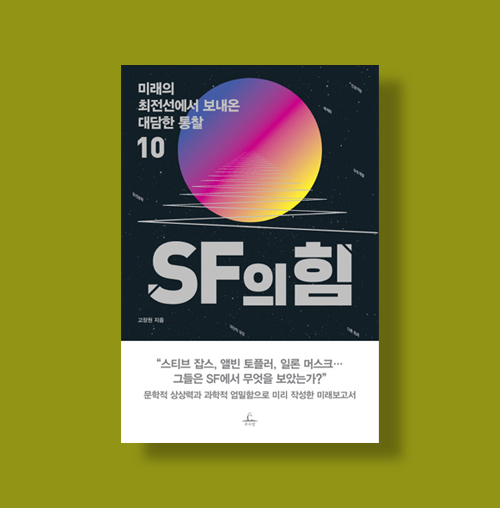 미래의
최전선에서 보내온
대담한 통찰
10
SF의 힘
고장원 지음
“스티브 잡스, 앨빈 토플러, 일론 머스크…
그들은 SF에서 무엇을 보았는가?”
문학적 상상력과 과학적 엄밀함으로 미리 작성한 미래보고서